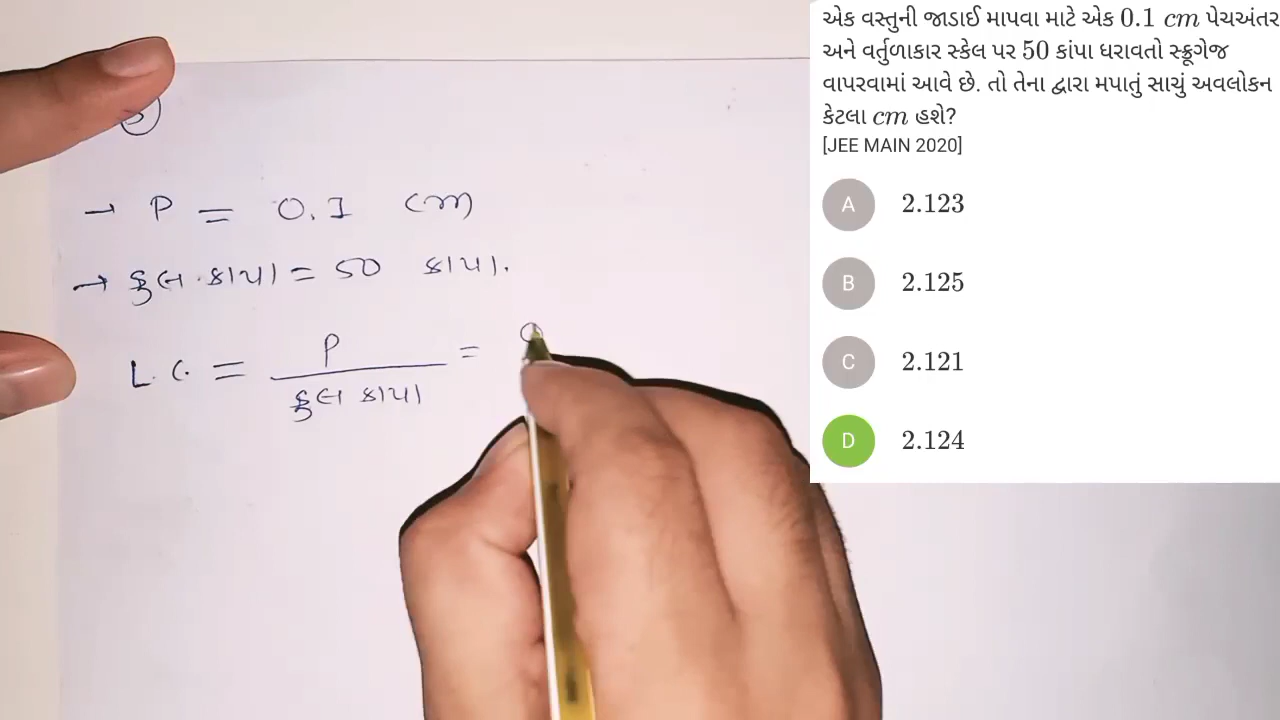 એક વસ્તુની જાડાઈ માપવા માટે એક 0.1 cm પેચઅંતર
અને વર્તુળાકાર સ્કેલ પર 50 કાંપા ધરાવતો સ્ક્રૂગેજ
વાપરવામાં આવે છે. તો તેના દ્વારા મપાતું સાચું અવલોકન
કેટલા cm હશે?
[JEE MAIN 2020]
A 2.123
B 2.125
C 2.121
D 2.124
→ P = 0.1 cm
→ કુલ કાપા = 50 કાપા.
L.C. = P / કુલ કાપા = 0